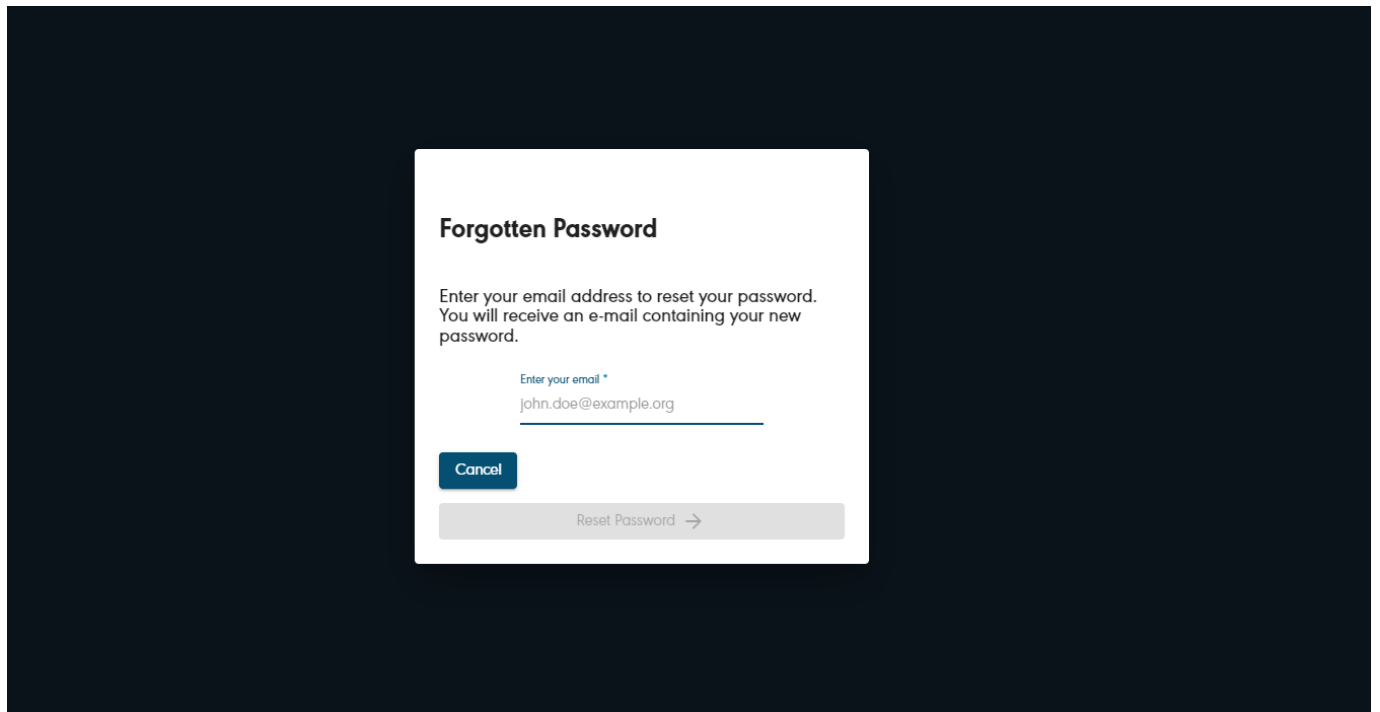 Forgotten Password
Enter your email address to reset your password.
You will receive an e-mail containing your new
password.
Enter your email *
john.doe@example.org
Cancel
Reset Password →